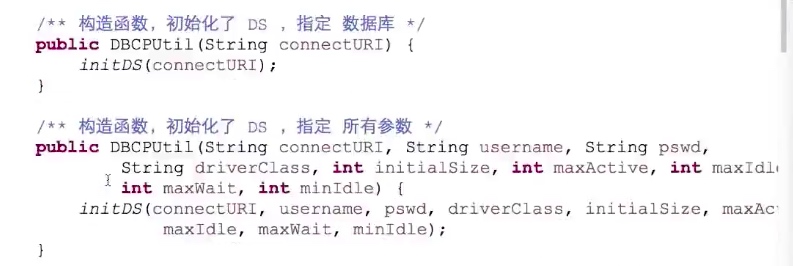 /** 构造函数，初始化了 DS ，指定 数据库 */
public DBCPUtil(String connectURI) {
initDS(connectURI);
}
/** 构造函数，初始化了 DS ，指定 所有参数 */
public DBCPUtil(String connectURI, String username, String pswd,
String driverClass, int initialSize, int maxActive, int maxIdl
int maxWait, int minIdle) {
initDS(connectURI, username, pswd, driverClass, initialSize, maxAc
maxIdle, maxWait, minIdle);
}